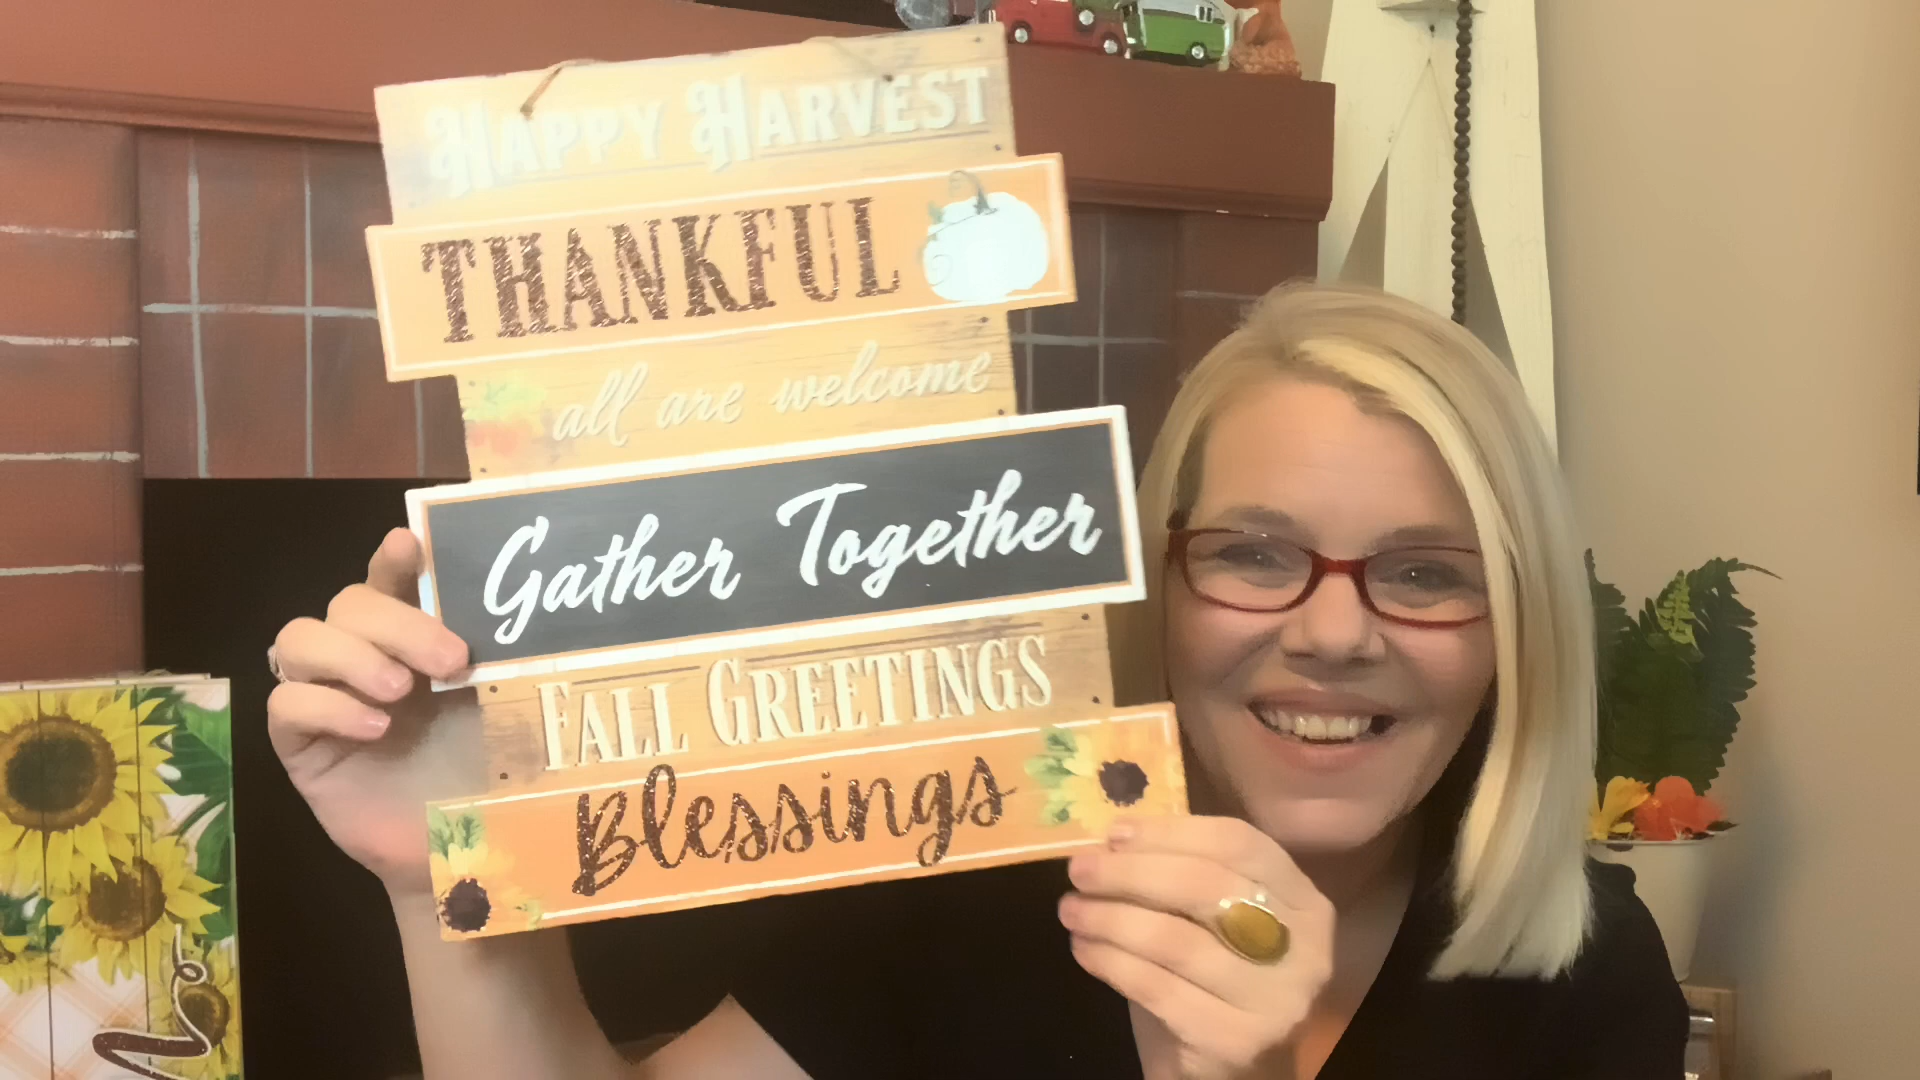 HAPPY HARVEST
THANKFUL
all are welcome
Gather Together
FALL GREETINGS
Blessings